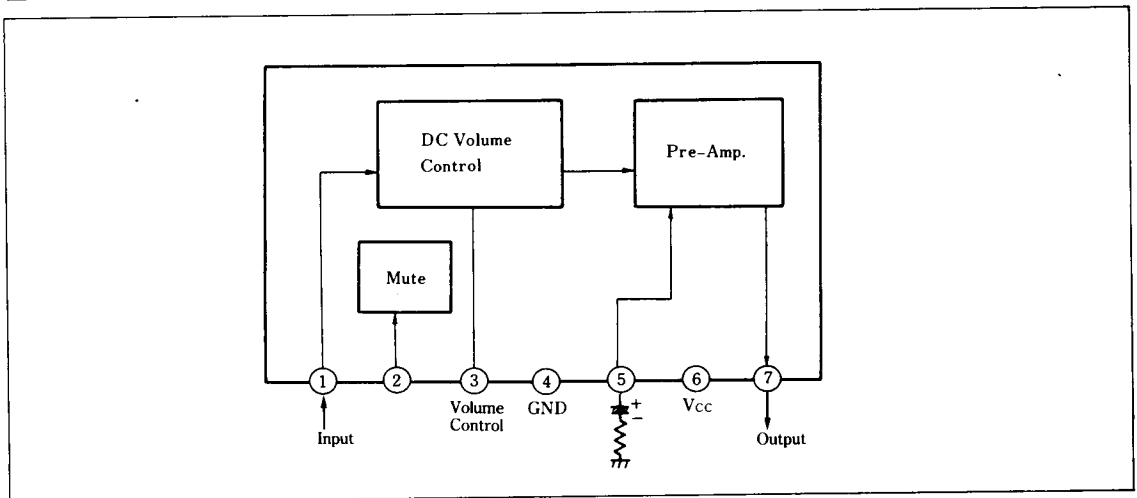 DC Volume
Control
Pre-Amp.
Mute
1
2
3
4
5
6
7
Input
Volume
Control
GND
+
−
Vcc
Output